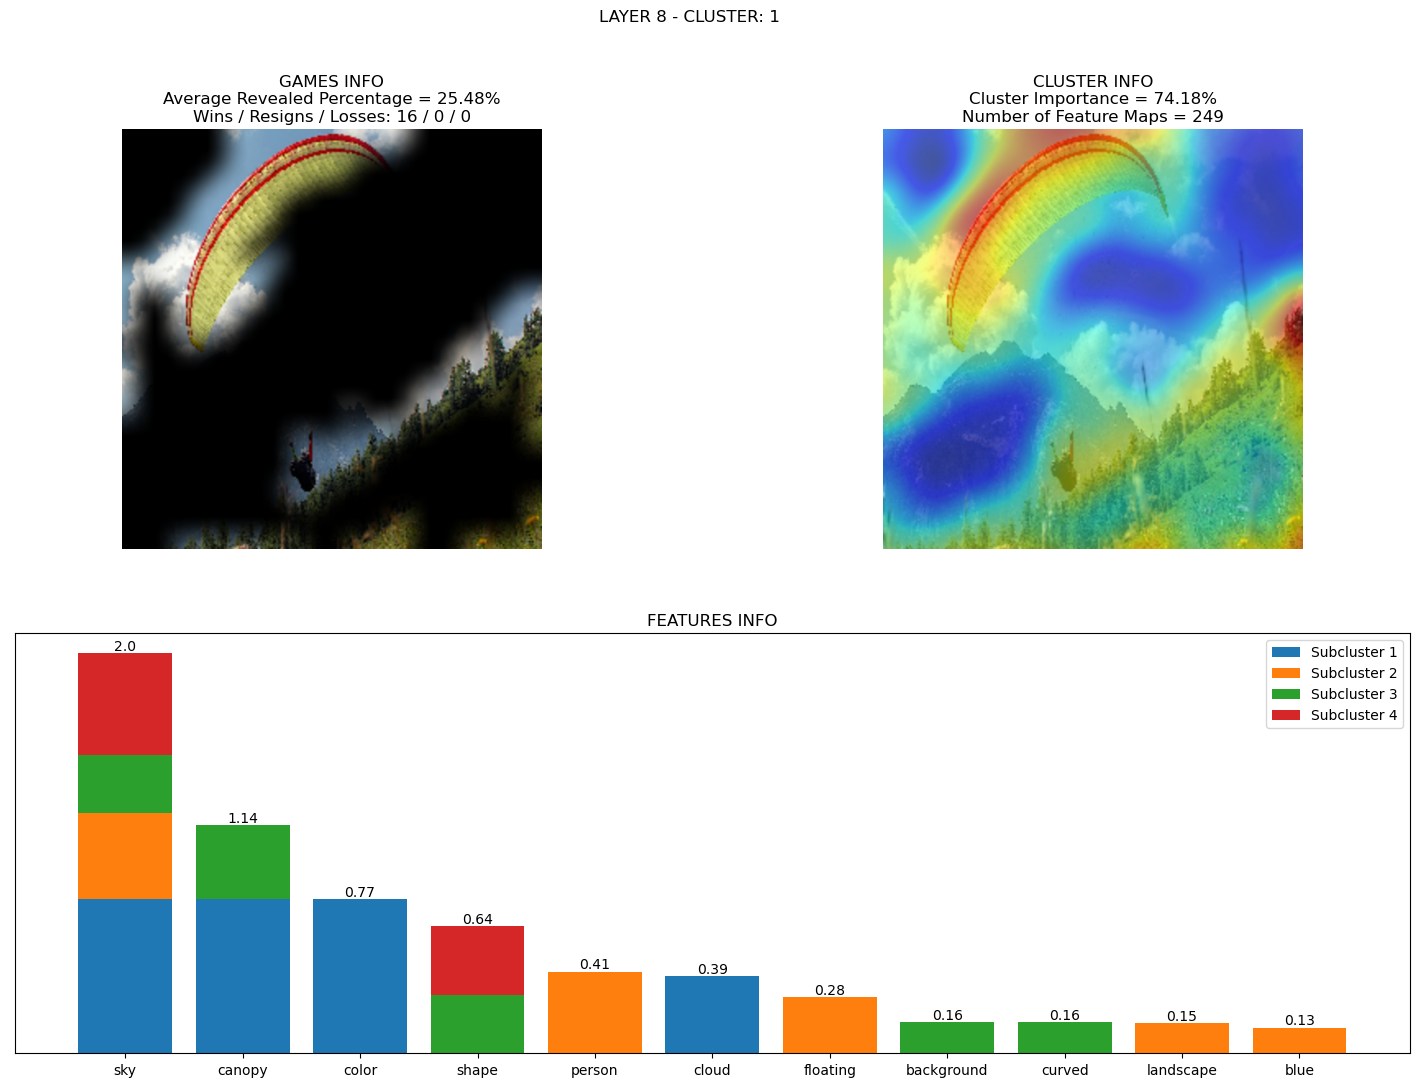 LAYER 8 - CLUSTER: 1
GAMES INFO
Average Revealed Percentage = 25.48%
Wins / Resigns / Losses: 16 / 0 / 0
CLUSTER INFO
Cluster Importance = 74.18%
Number of Feature Maps = 249
FEATURES INFO
Subcluster 1
Subcluster 2
Subcluster 3
Subcluster 4
2.0
1.14
0.77
0.64
0.41
0.39
0.28
0.16
0.16
0.15
0.13
sky
canopy
color
shape
person
cloud
floating
background
curved
landscape
blue